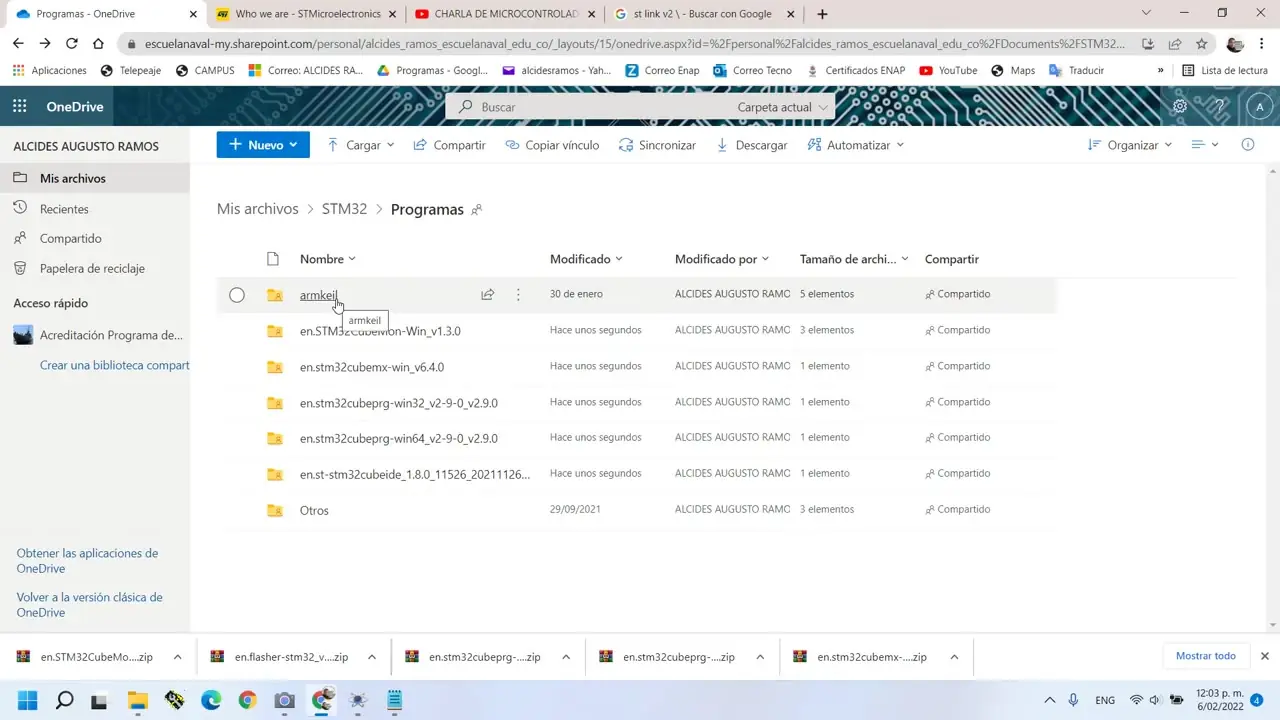 Programas - OneDrive
Who we are - STMicroelectronics
CHARLA DE MICROCONTROLAD
st link v2 \ - Buscar con Google
escuelanaval-my.sharepoint.com/personal/alcides_ramos_escuelanaval_edu_co/_layouts/15/onedrive.aspx?id=%2Fpersonal%2Falcides_ramos_escuelanaval_edu_co%2FDocuments%2FSTM32...
Aplicaciones
Telepeaje
CAMPUS
Correo: ALCIDES RA...
Programas - Googl...
alcidesramos - Yah...
Correo Enap
Correo Tecno
Certificados ENAP
YouTube
Maps
Traducir
»
Lista de lectura
OneDrive
Buscar
Carpeta actual
A
ALCIDES AUGUSTO RAMOS
Nuevo
Cargar
Compartir
Copiar vínculo
Sincronizar
Descargar
Automatizar
Organizar
Mis archivos
Recientes
Compartido
Papelera de reciclaje
Acceso rápido
Acreditación Programa de...
Crear una biblioteca compart
Obtener las aplicaciones de
OneDrive
Volver a la versión clásica de
OneDrive
Mis archivos > STM32 > Programas
Nombre Modificado Modificado por Tamaño de archi... Compartir
armkeil 30 de enero ALCIDES AUGUSTO RAMO 5 elementos Compartido
armkeil
en.STM32CubeMon-Win_v1.3.0 Hace unos segundos ALCIDES AUGUSTO RAMO 3 elementos Compartido
en.stm32cubemx-win_v6.4.0 Hace unos segundos ALCIDES AUGUSTO RAMO 1 elemento Compartido
en.stm32cubeprg-win32_v2-9-0_v2.9.0 Hace unos segundos ALCIDES AUGUSTO RAMO 1 elemento Compartido
en.stm32cubeprg-win64_v2-9-0_v2.9.0 Hace unos segundos ALCIDES AUGUSTO RAMO 1 elemento Compartido
en.st-stm32cubeide_1.8.0_11526_20211126... Hace unos segundos ALCIDES AUGUSTO RAMO 1 elemento Compartido
Otros 29/09/2021 ALCIDES AUGUSTO RAMO 3 elementos Compartido
en.STM32CubeMo....zip
en.flasher-stm32_v....zip
en.stm32cubeprg-....zip
en.stm32cubeprg-....zip
en.stm32cubemx-....zip
Mostrar todo
ENG
12:03 p. m.
6/02/2022
4